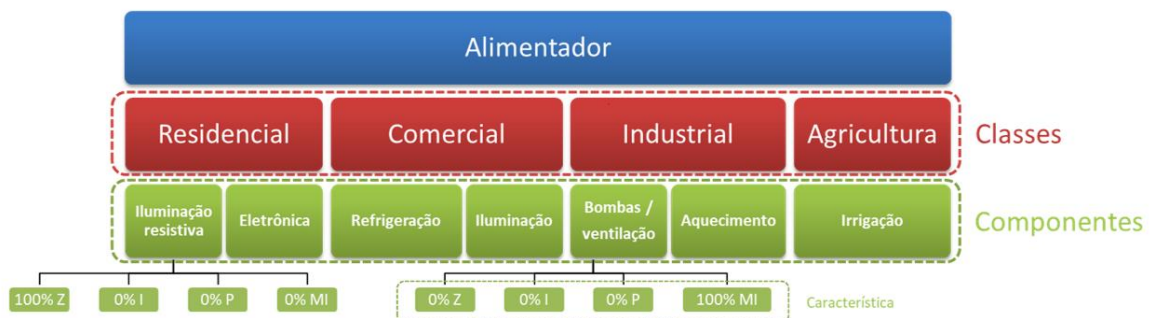 Alimentador
Residencial
Comercial
Industrial
Agricultura
Classes
Iluminação
resistiva
Eletrônica
Refrigeração
Iluminação
Bombas /
ventilação
Aquecimento
Irrigação
Componentes
100% Z
0% I
0% P
0% MI
0% Z
0% I
0% P
100% MI
Característica